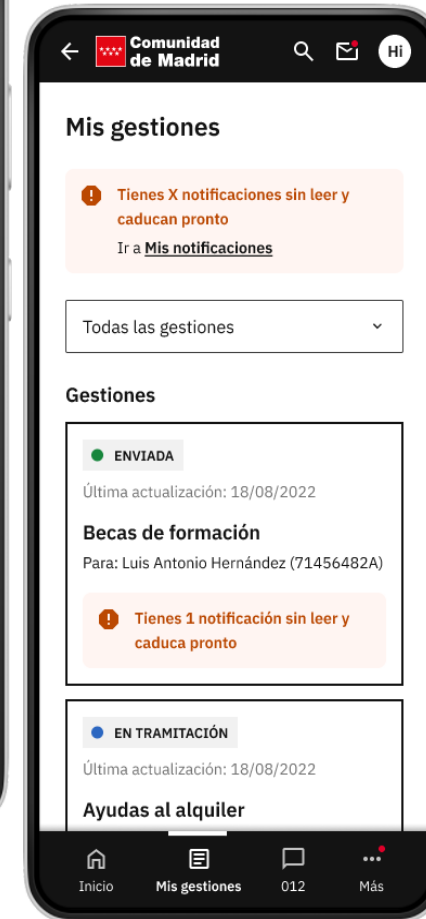 Comunidad
de Madrid
Hi
Mis gestiones
Tienes X notificaciones sin leer y
caducan pronto
Ir a Mis notificaciones
Todas las gestiones
Gestiones
ENVIADA
Última actualización: 18/08/2022
Becas de formación
Para: Luis Antonio Hernández (71456482A)
Tienes 1 notificación sin leer y
caduca pronto
EN TRAMITACIÓN
Última actualización: 18/08/2022
Ayudas al alquiler
Inicio
Mis gestiones
012
Más